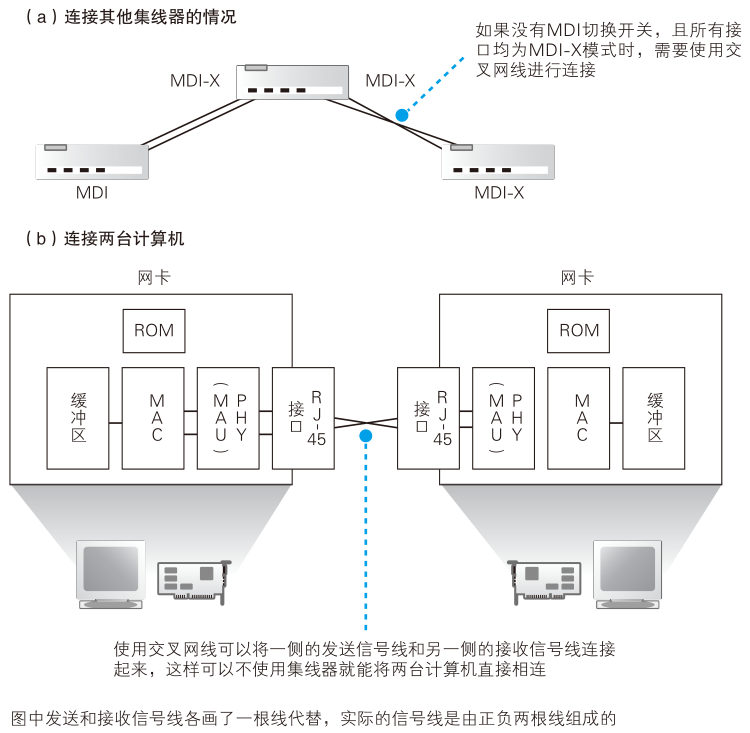 （a）连接其他集线器的情况
如果没有MDI切换开关，且所有接
口均为MDI-X模式时，需要使用交
叉网线进行连接
MDI-X
MDI-X
MDI
MDI-X
（b）连接两台计算机
网卡
网卡
ROM
ROM
缓冲区
MAC
PHY
（MAU）
RJ-45
接口
RJ-45
接口
PHY
（MAU）
MAC
缓冲区
使用交叉网线可以将一侧的发送信号线和另一侧的接收信号线连接
起来，这样可以不使用集线器就能将两台计算机直接相连
图中发送和接收信号线各画了一根线代替，实际的信号线是由正负两根线组成的